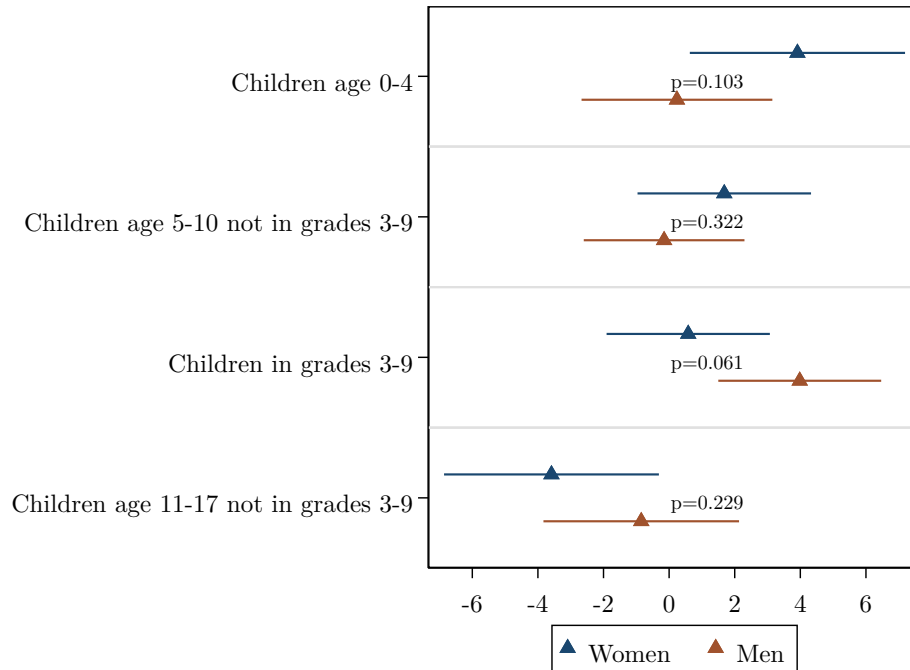 Children age 0-4
p=0.103
Children age 5-10 not in grades 3-9
p=0.322
Children in grades 3-9
p=0.061
Children age 11-17 not in grades 3-9
p=0.229
-6 -4 -2 0 2 4 6
Women Men